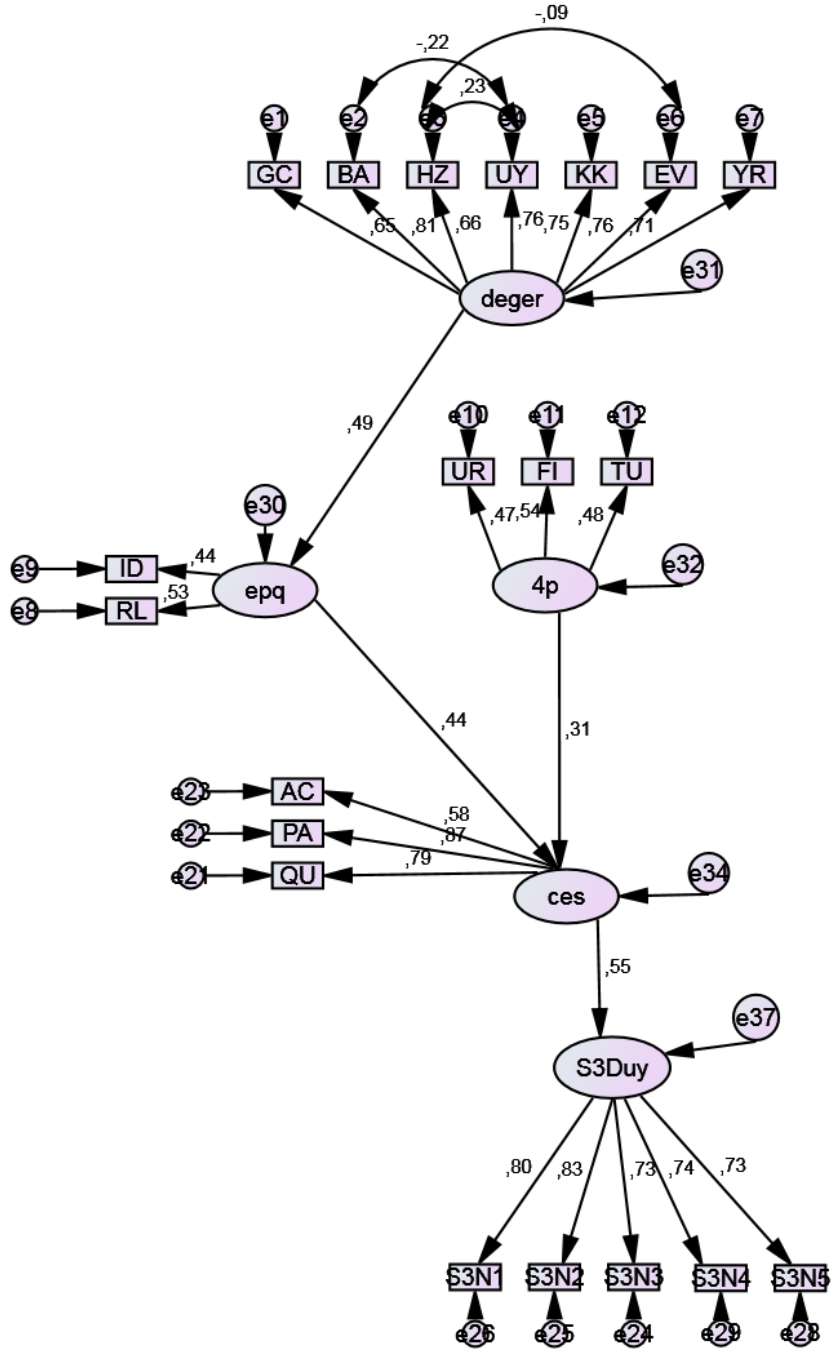 -,09
-,22
,23
e1 e2 e3 e4 e5 e6 e7
GC BA HZ UY KK EV YR
,65 ,81 ,66 ,76 ,75 ,76 ,71
e31
deger
,49
e10 e11 e12
UR FI TU
,47 ,54 ,48
e30
e32
e9 ID ,44
epq
4p
e8 RL ,53
,44
,31
e23 AC
,58
e22 PA
,87
,79
e21 QU
e34
ces
,55
e37
S3Duy
,80 ,83 ,73 ,74 ,73
S3N1 S3N2 S3N3 S3N4 S3N5
e26 e25 e24 e29 e28